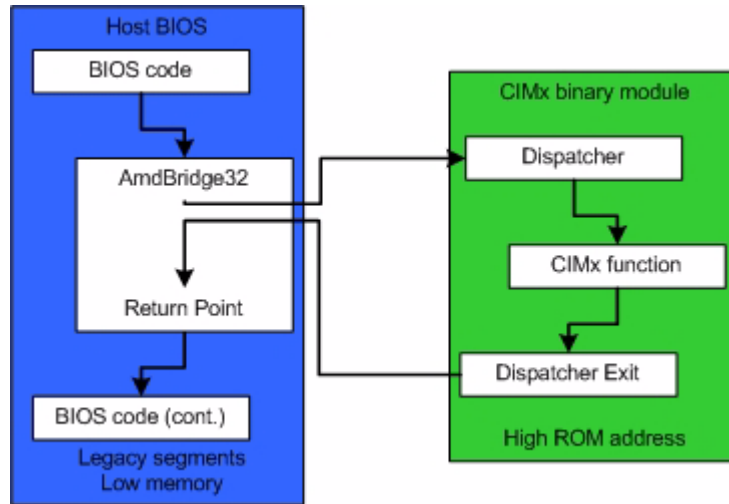 Host BIOS
BIOS code
AmdBridge32
Return Point
BIOS code (cont.)
Legacy segments
Low memory
CIMx binary module
Dispatcher
CIMx function
Dispatcher Exit
High ROM address